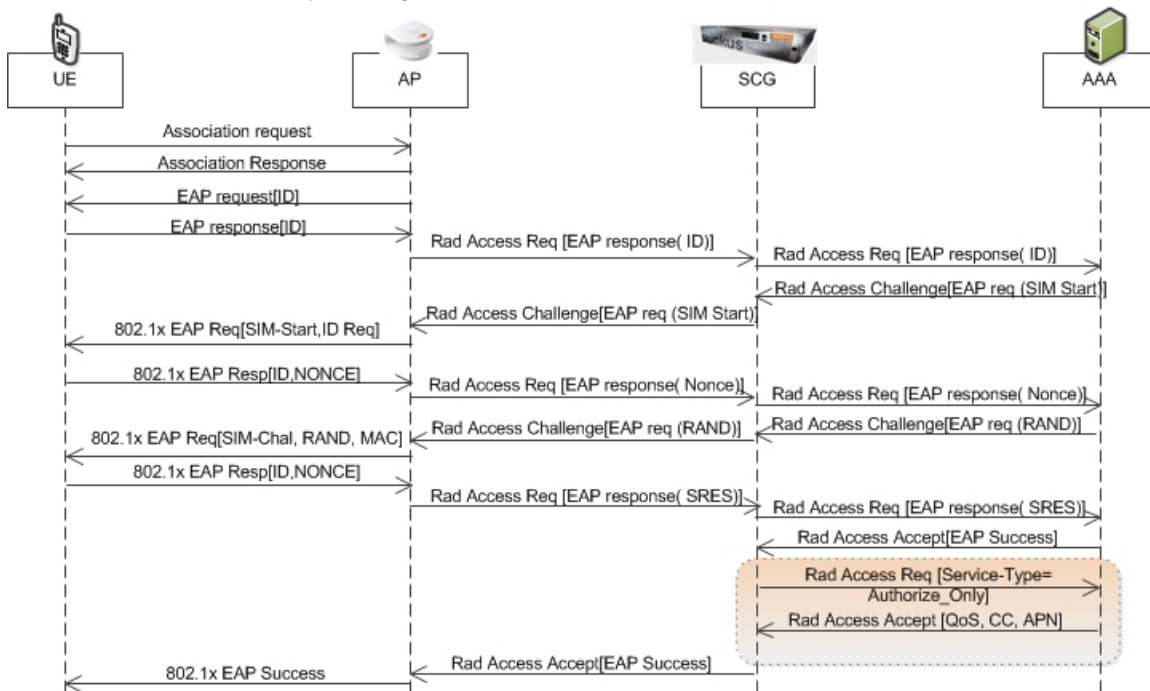 UE
AP
ruckus
SCG
AAA
Association request
Association Response
EAP request[ID]
EAP response[ID]
Rad Access Req [EAP response( ID)]
Rad Access Req [EAP response( ID)]
Rad Access Challenge[EAP req (SIM Start)]
Rad Access Challenge[EAP req (SIM Start)]
802.1x EAP Req[SIM-Start,ID Req]
802.1x EAP Resp[ID,NONCE]
Rad Access Req [EAP response( Nonce)]
Rad Access Req [EAP response( Nonce)]
Rad Access Challenge[EAP req (RAND)]
Rad Access Challenge[EAP req (RAND)]
802.1x EAP Req[SIM-Chal, RAND, MAC]
802.1x EAP Resp[ID,NONCE]
Rad Access Req [EAP response( SRES)]
Rad Access Req [EAP response( SRES)]
Rad Access Accept[EAP Success]
Rad Access Req [Service-Type=
Authorize_Only]
Rad Access Accept [QoS, CC, APN]
Rad Access Accept[EAP Success]
802.1x EAP Success